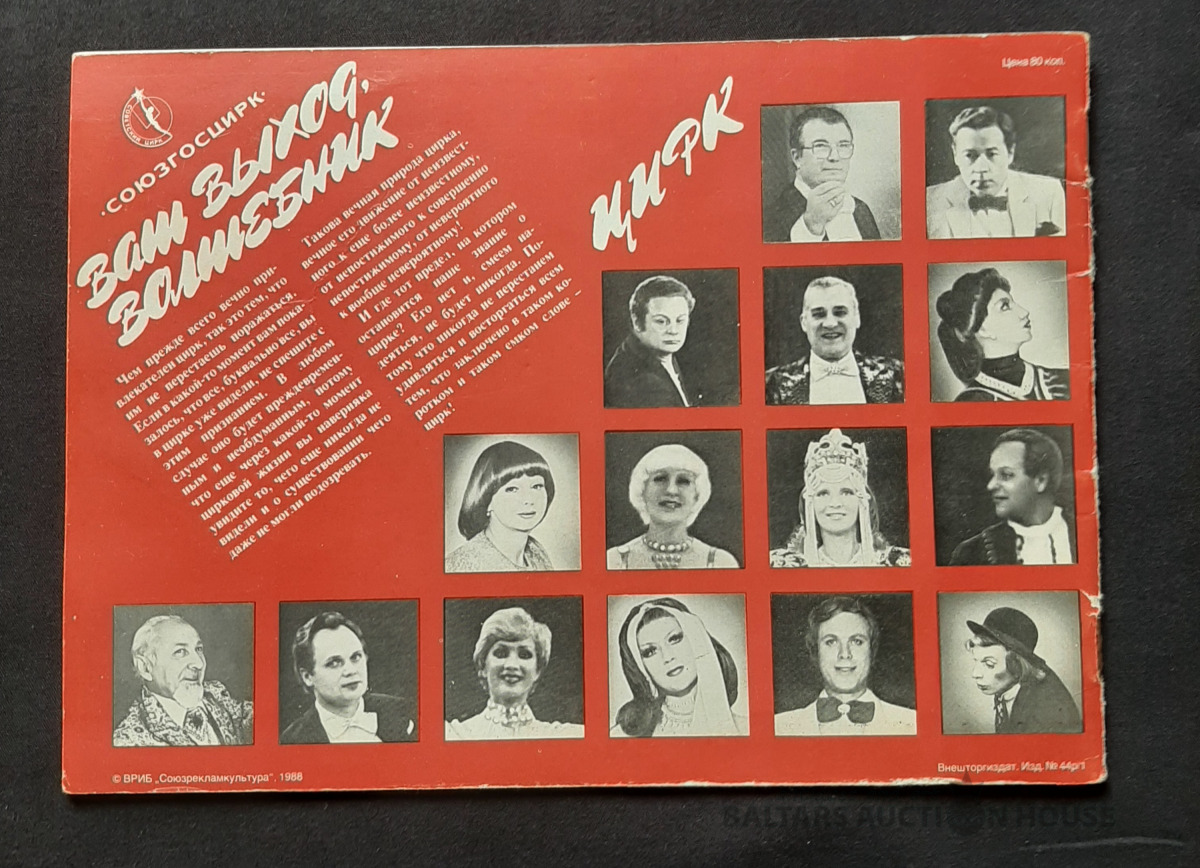 Цена 80 коп.
СОВЕТСКИЙ ЦИРК
·СОЮЗГОСЦИРК·
ВАШ ВЫХОД,
ВОЛШЕБНИК
Чем прежде всего вечно при-
влекателен цирк, так это тем, что
им не перестаешь поражаться.
Если в какой-то момент вам пока-
залось, что все, буквально все, вы
в цирке уже видели, не спешите с
этим признанием. В любом
случае оно будет преждевремен-
ным и необдуманным, потому
что еще через какой-то момент
цирковой жизни вы наверняка
увидите то, чего еще никогда не
видели и о существовании чего
даже не могли подозревать.
Такова вечная природа цирка,
вечное его движение от неизвест-
ного к еще более неизвестному,
от непостижимого к совершенно
непостижимому, от невероятного
к вообще невероятному!
И где тот предел, на котором
остановится наше знание о
цирке? Его нет и, смеем на-
деяться, не будет никогда. По-
тому что никогда не перестанем
удивляться и восторгаться всем
тем, что заключено в таком ко-
ротком и таком емком слове –
цирк!
ЦИРК
© ВРИБ „Союзрекламкультура", 1988
Внешторгиздат. Изд. № 44р/1
BALTARS AUCTION HOUSE